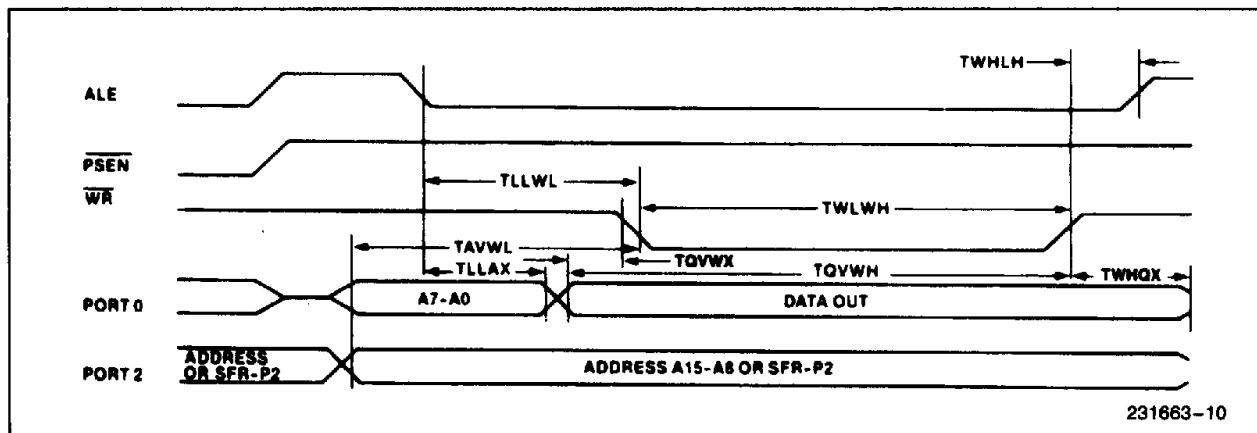 TWHLH
ALE
PSEN
TLLWL
WR
TWLWH
TAVWL
TQVWX
TLLAX
TQVWH
TWHQX
PORT 0
A7-A0
DATA OUT
PORT 2
ADDRESS
OR SFR-P2
ADDRESS A15-A8 OR SFR-P2
231663-10